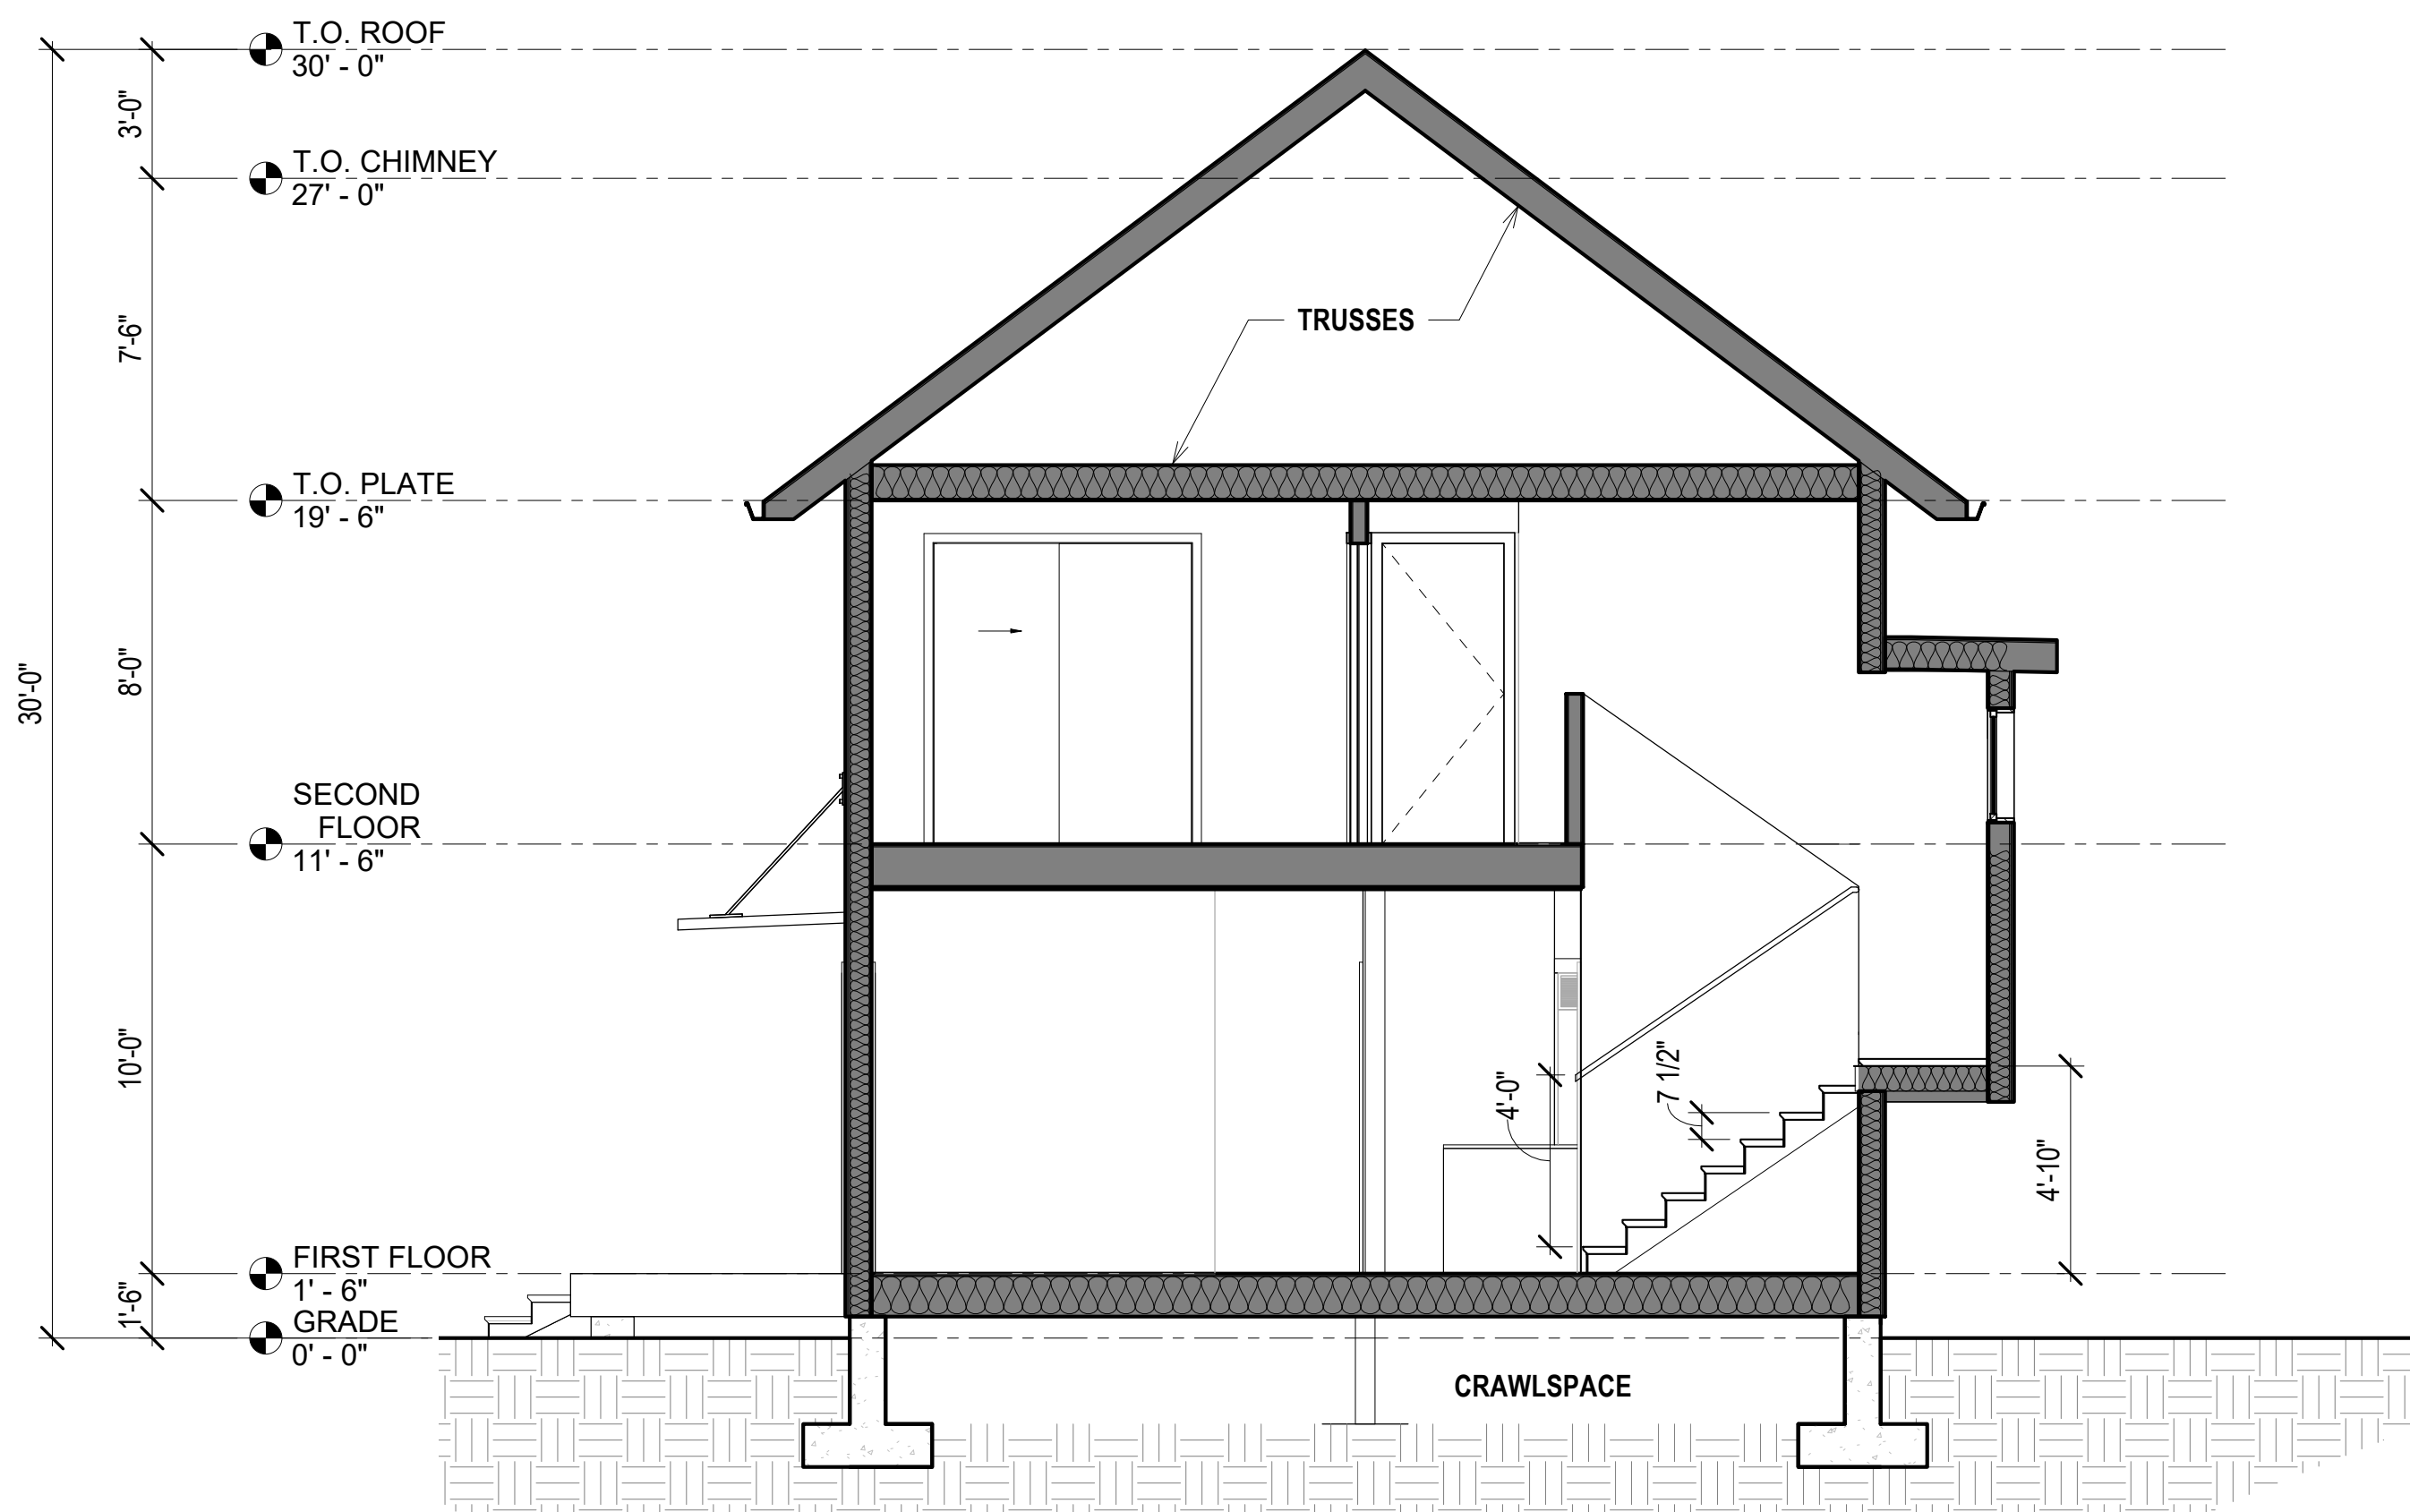 T.O. ROOF
30' - 0"
3'-0"
T.O. CHIMNEY
27' - 0"
7'-6"
TRUSSES
T.O. PLATE
19' - 6"
8'-0"
30'-0"
SECOND
FLOOR
11' - 6"
10'-0"
4'-0"
7 1/2"
4'-10"
FIRST FLOOR
1' - 6"
1'-6"
GRADE
0' - 0"
CRAWLSPACE